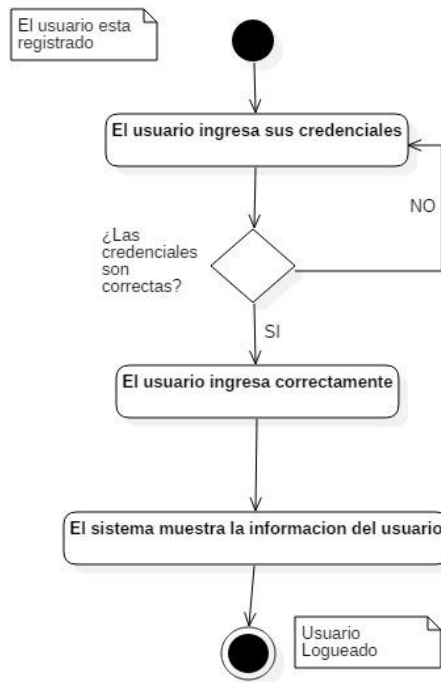 El usuario esta
registrado
El usuario ingresa sus credenciales
NO
¿Las
credenciales
son
correctas?
SI
El usuario ingresa correctamente
El sistema muestra la informacion del usuario
Usuario
Logueado